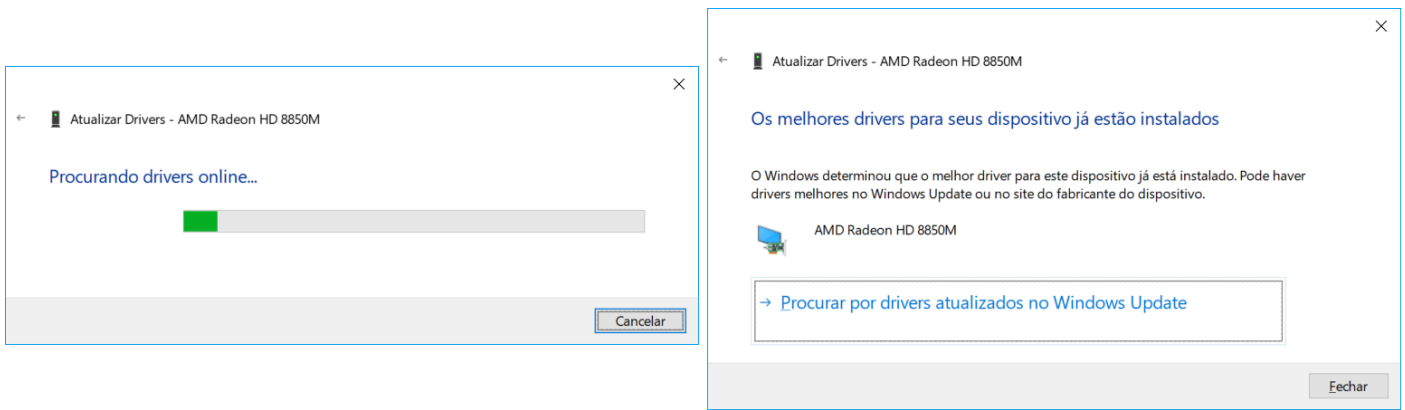 Atualizar Drivers - AMD Radeon HD 8850M
Procurando drivers online...
Cancelar
Atualizar Drivers - AMD Radeon HD 8850M
Os melhores drivers para seus dispositivo já estão instalados
O Windows determinou que o melhor driver para este dispositivo já está instalado. Pode haver
drivers melhores no Windows Update ou no site do fabricante do dispositivo.
AMD Radeon HD 8850M
Procurar por drivers atualizados no Windows Update
Fechar